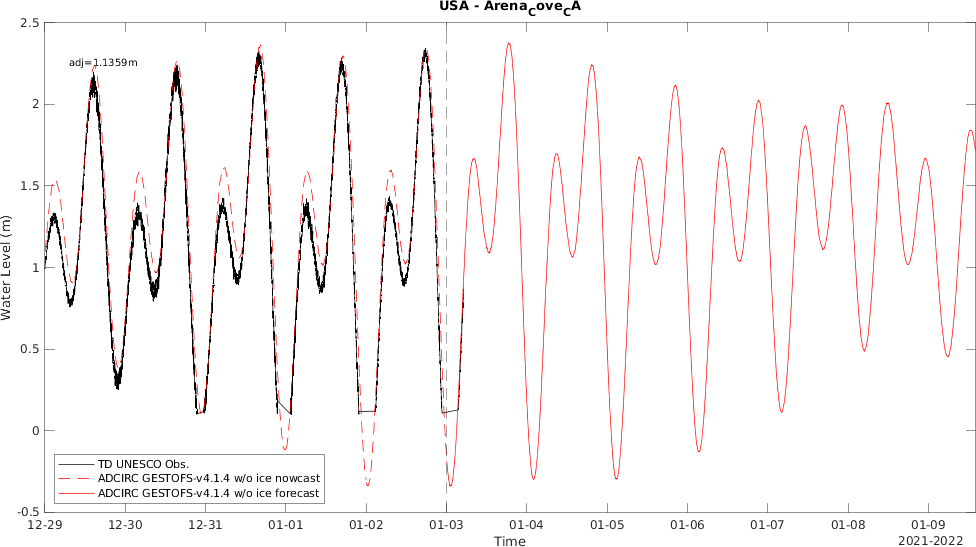 USA - ArenaCoveCA
2.5
adj=1.1359m
2
1.5
Water Level (m)
1
0.5
0
TD UNESCO Obs.
ADCIRC GESTOFS-v4.1.4 w/o ice nowcast
ADCIRC GESTOFS-v4.1.4 w/o ice forecast
-0.5
12-29 12-30 12-31 01-01 01-02 01-03 01-04 01-05 01-06 01-07 01-08 01-09
Time
2021-2022